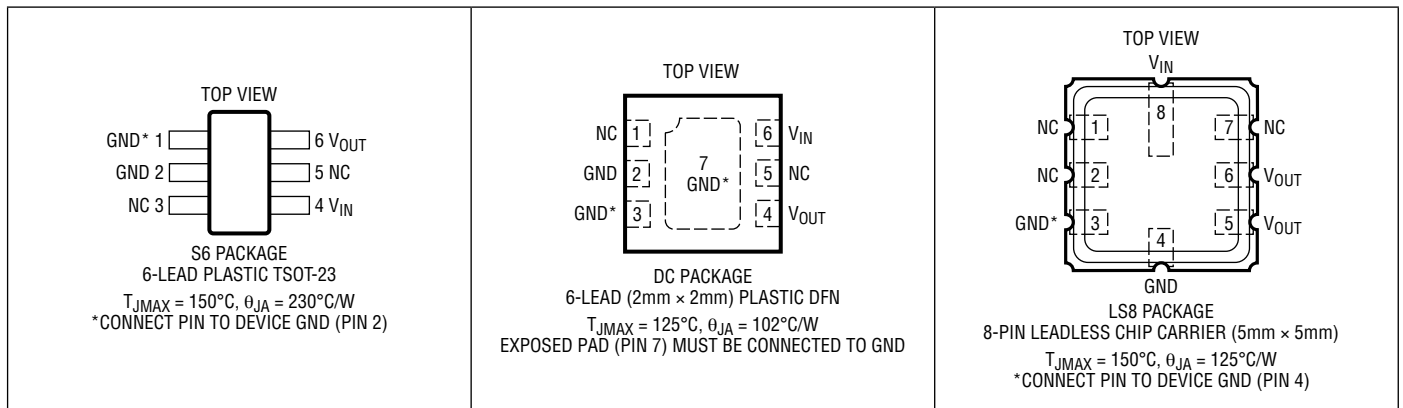 TOP VIEW
GND* 1
6 VOUT
GND 2
5 NC
NC 3
4 VIN
S6 PACKAGE
6-LEAD PLASTIC TSOT-23
TJMAX = 150°C, θJA = 230°C/W
*CONNECT PIN TO DEVICE GND (PIN 2)
TOP VIEW
NC 1
6 VIN
7
GND 2
5 NC
GND*
GND* 3
4 VOUT
DC PACKAGE
6-LEAD (2mm × 2mm) PLASTIC DFN
TJMAX = 125°C, θJA = 102°C/W
EXPOSED PAD (PIN 7) MUST BE CONNECTED TO GND
TOP VIEW
VIN
8
NC 1
7 NC
NC 2
6 VOUT
GND* 3
5 VOUT
4
GND
LS8 PACKAGE
8-PIN LEADLESS CHIP CARRIER (5mm × 5mm)
TJMAX = 150°C, θJA = 125°C/W
*CONNECT PIN TO DEVICE GND (PIN 4)